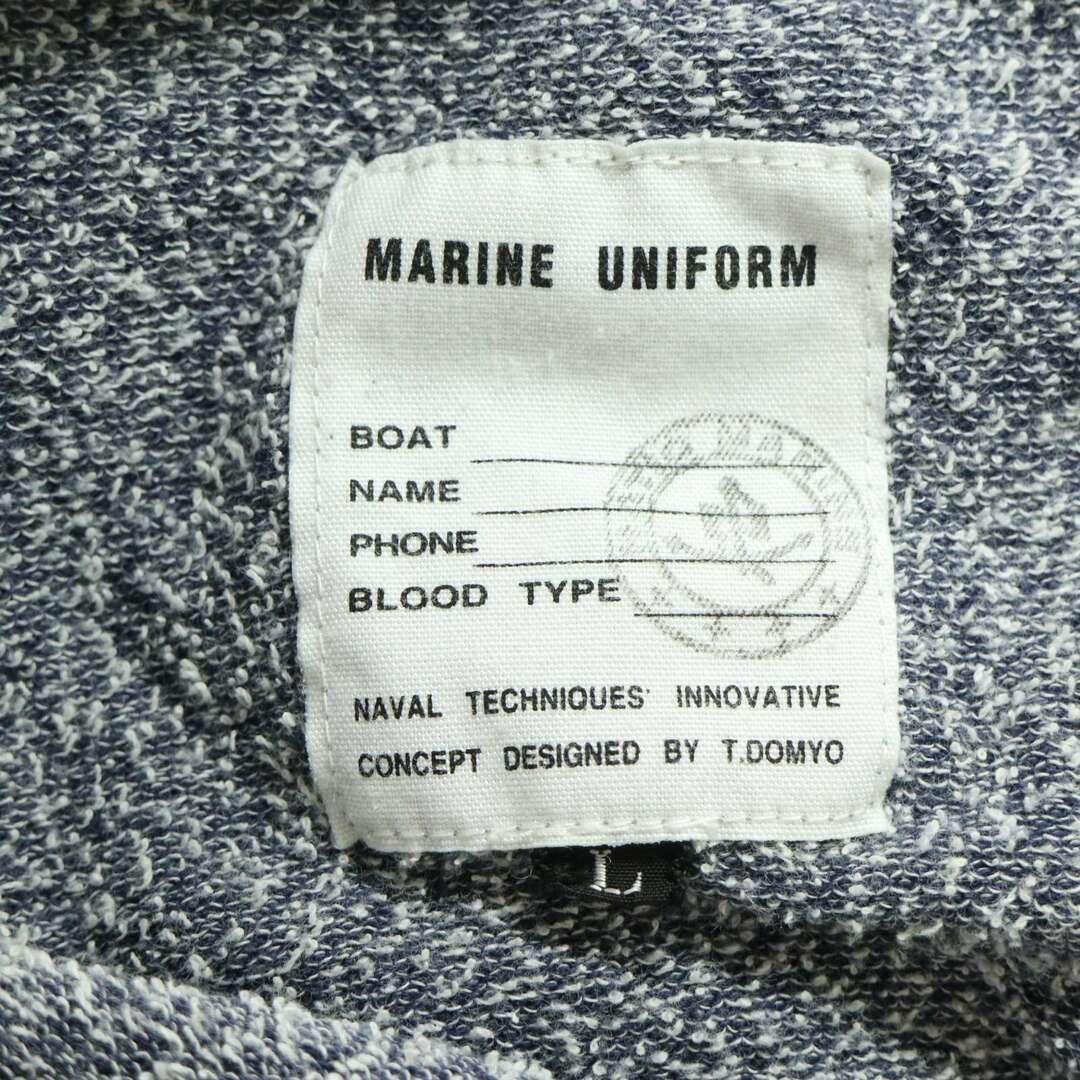 MARINE UNIFORM
BOAT
NAME
PHONE
BLOOD TYPE
NAVAL TECHNIQUES' INNOVATIVE
CONCEPT DESIGNED BY T.DOMYO
L